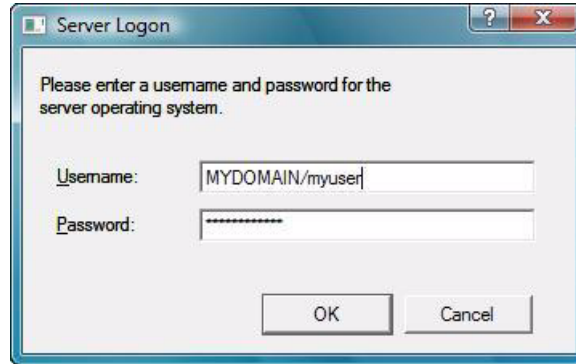 Server Logon
Please enter a username and password for the
server operating system.
Username: MYDOMAIN/myuser
Password: ************
OK Cancel